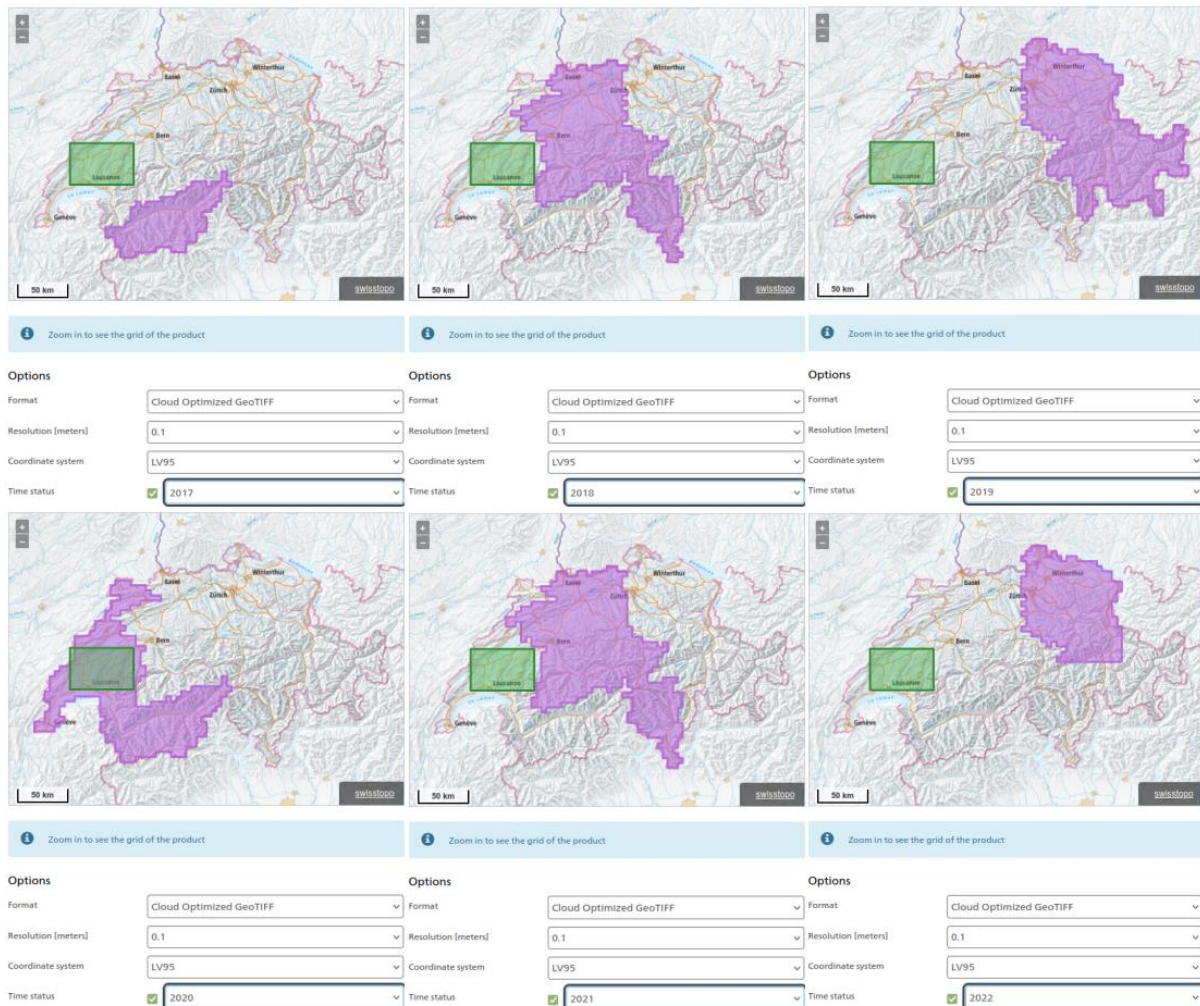 +
−
Basel
Winterthur
Zürich
Bern
Lausanne
Genève
50 km
swisstopo
+
−
Basel
Winterthur
Zürich
Bern
Lausanne
Genève
50 km
swisstopo
+
−
Basel
Winterthur
Zürich
Bern
Lausanne
Genève
50 km
swisstopo
Zoom in to see the grid of the product
Zoom in to see the grid of the product
Zoom in to see the grid of the product
Options
Options
Options
Format Cloud Optimized GeoTIFF
Format Cloud Optimized GeoTIFF
Format Cloud Optimized GeoTIFF
Resolution [meters] 0.1
Resolution [meters] 0.1
Resolution [meters] 0.1
Coordinate system LV95
Coordinate system LV95
Coordinate system LV95
Time status 2017
Time status 2018
Time status 2019
+
−
Basel
Winterthur
Zürich
Bern
Lausanne
Genève
50 km
swisstopo
+
−
Basel
Winterthur
Zürich
Bern
Lausanne
Genève
50 km
swisstopo
+
−
Basel
Winterthur
Zürich
Bern
Lausanne
Genève
50 km
swisstopo
Zoom in to see the grid of the product
Zoom in to see the grid of the product
Zoom in to see the grid of the product
Options
Options
Options
Format Cloud Optimized GeoTIFF
Format Cloud Optimized GeoTIFF
Format Cloud Optimized GeoTIFF
Resolution [meters] 0.1
Resolution [meters] 0.1
Resolution [meters] 0.1
Coordinate system LV95
Coordinate system LV95
Coordinate system LV95
Time status 2020
Time status 2021
Time status 2022